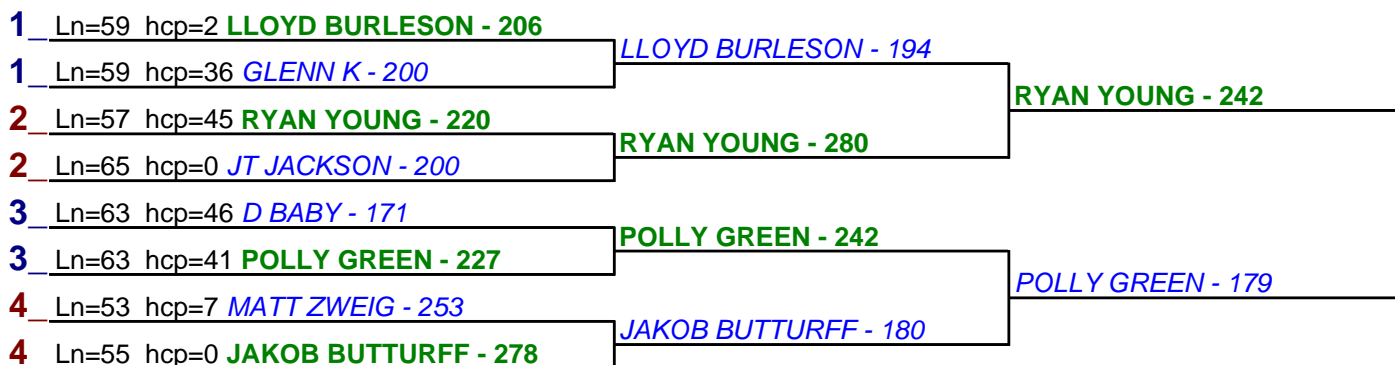 1_ Ln=59 hcp=2 LLOYD BURLESON - 206
LLOYD BURLESON - 194
1_ Ln=59 hcp=36 GLENN K - 200
RYAN YOUNG - 242
2_ Ln=57 hcp=45 RYAN YOUNG - 220
RYAN YOUNG - 280
2_ Ln=65 hcp=0 JT JACKSON - 200
3_ Ln=63 hcp=46 D BABY - 171
POLLY GREEN - 242
3_ Ln=63 hcp=41 POLLY GREEN - 227
POLLY GREEN - 179
4_ Ln=53 hcp=7 MATT ZWEIG - 253
JAKOB BUTTURFF - 180
4 Ln=55 hcp=0 JAKOB BUTTURFF - 278